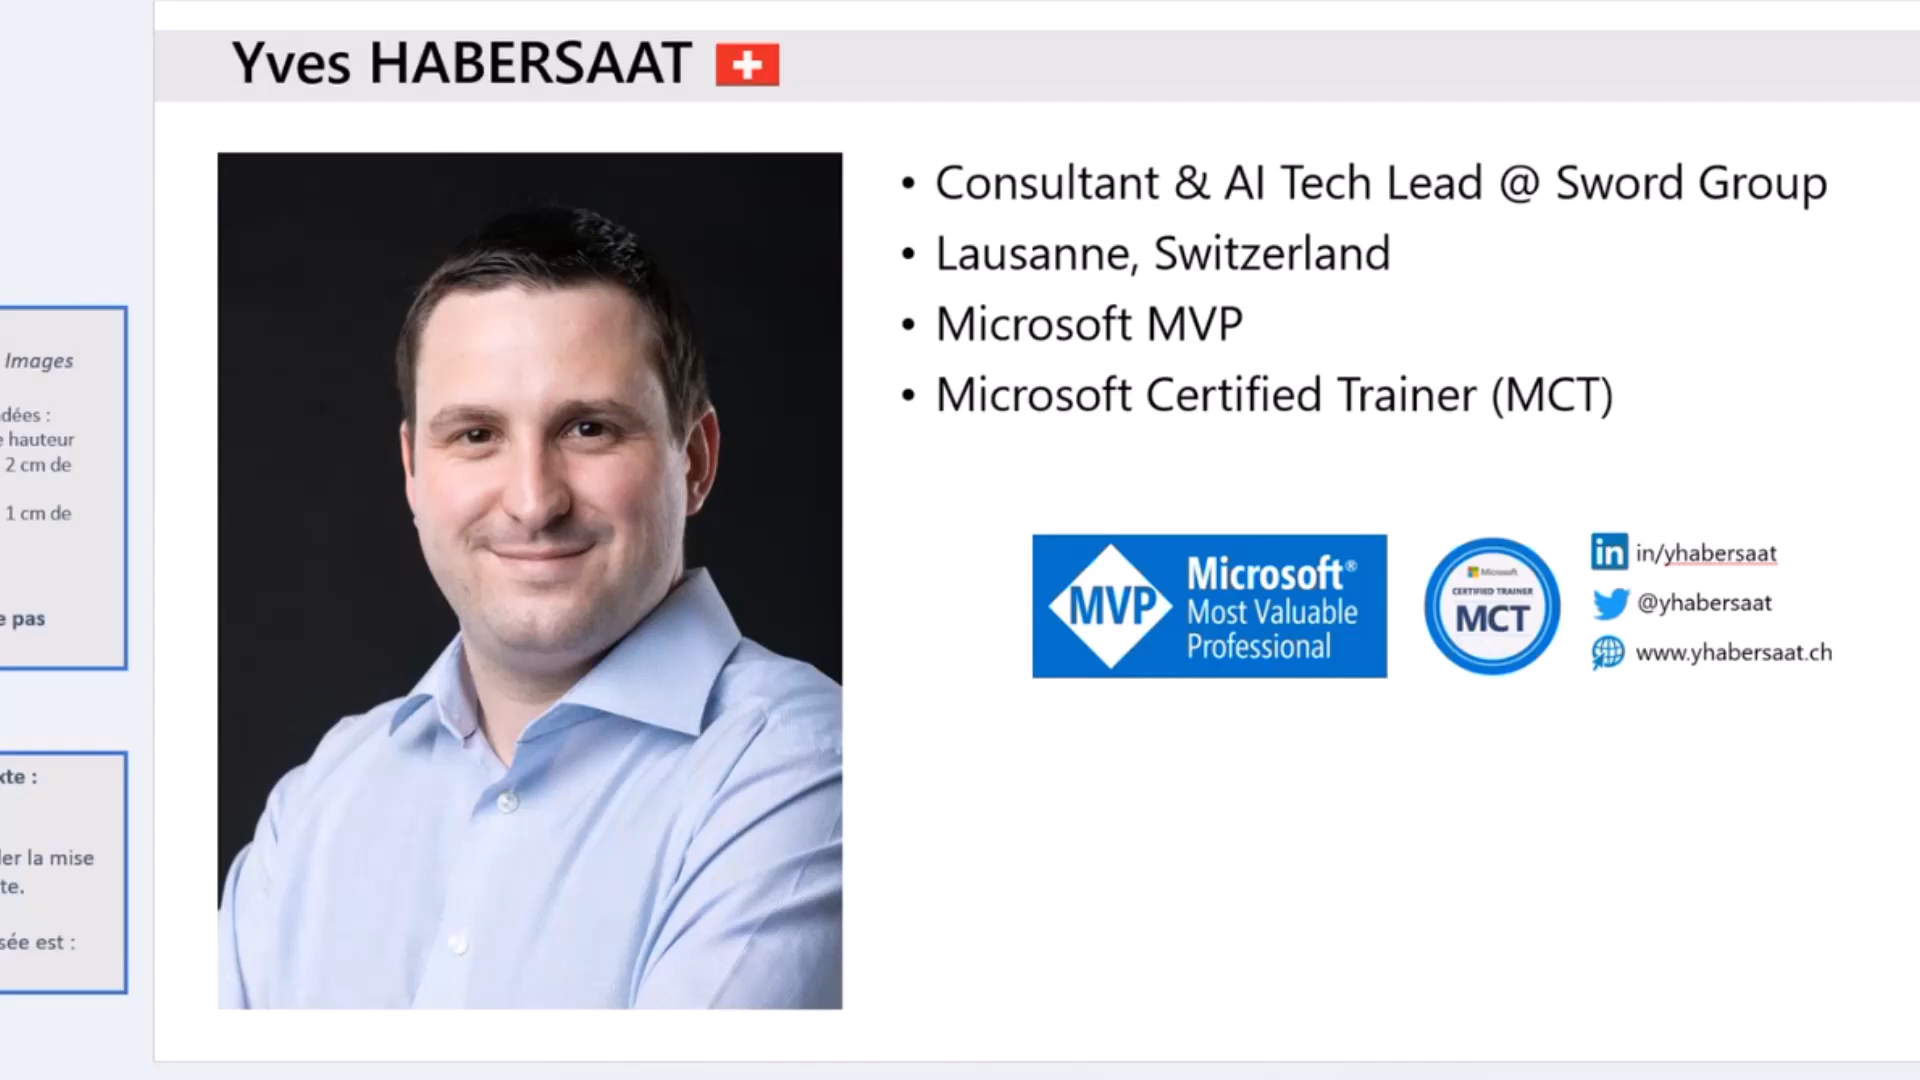 Yves HABERSAAT
• Consultant & AI Tech Lead @ Sword Group
• Lausanne, Switzerland
• Microsoft MVP
• Microsoft Certified Trainer (MCT)
MVP
Microsoft®
Most Valuable
Professional
Microsoft
CERTIFIED TRAINER
MCT
in in/yhabersaat
@yhabersaat
www.yhabersaat.ch
Images
dées :
hauteur
2 cm de
1 cm de
e pas
xte :
ler la mise
te.
sée est :